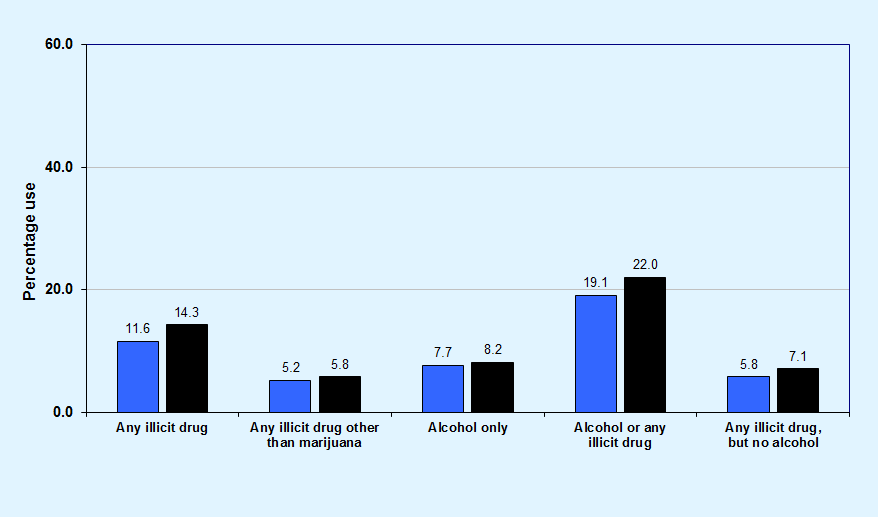 60.0
40.0
20.0
0.0
Percentage use
11.6
14.3
5.2
5.8
7.7
8.2
19.1
22.0
5.8
7.1
Any illicit drug
Any illicit drug other
than marijuana
Alcohol only
Alcohol or any
illicit drug
Any illicit drug,
but no alcohol